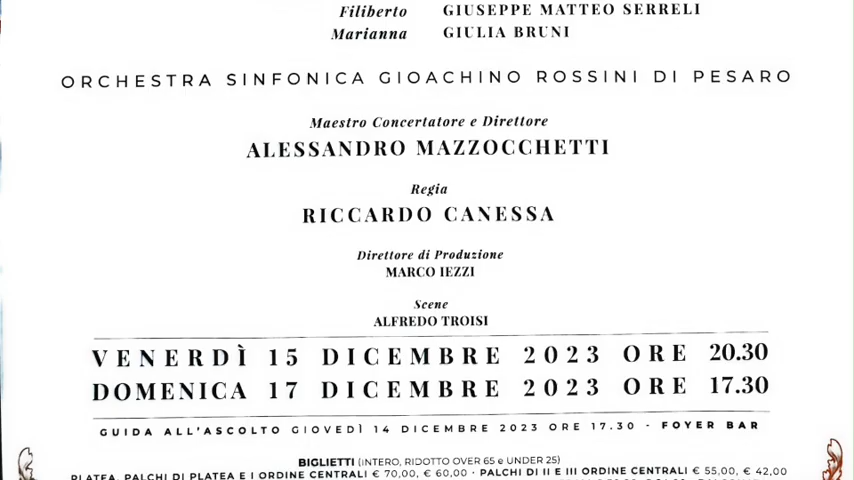 Filiberto GIUSEPPE MATTEO SERRELI
Marianna GIULIA BRUNI
ORCHESTRA SINFONICA GIOACHINO ROSSINI DI PESARO
Maestro Concertatore e Direttore
ALESSANDRO MAZZOCCHETTI
Regia
RICCARDO CANESSA
Direttore di Produzione
MARCO IEZZI
Scene
ALFREDO TROISI
VENERDÌ 15 DICEMBRE 2023 ORE 20.30
DOMENICA 17 DICEMBRE 2023 ORE 17.30
GUIDA ALL'ASCOLTO GIOVEDÌ 14 DICEMBRE 2023 ORE 17.30 - FOYER BAR
BIGLIETTI (INTERO, RIDOTTO OVER 65 e UNDER 25)
PLATEA, PALCHI DI PLATEA E I ORDINE CENTRALI € 70,00, € 60,00 · PALCHI DI II E III ORDINE CENTRALI € 55,00, € 42,00